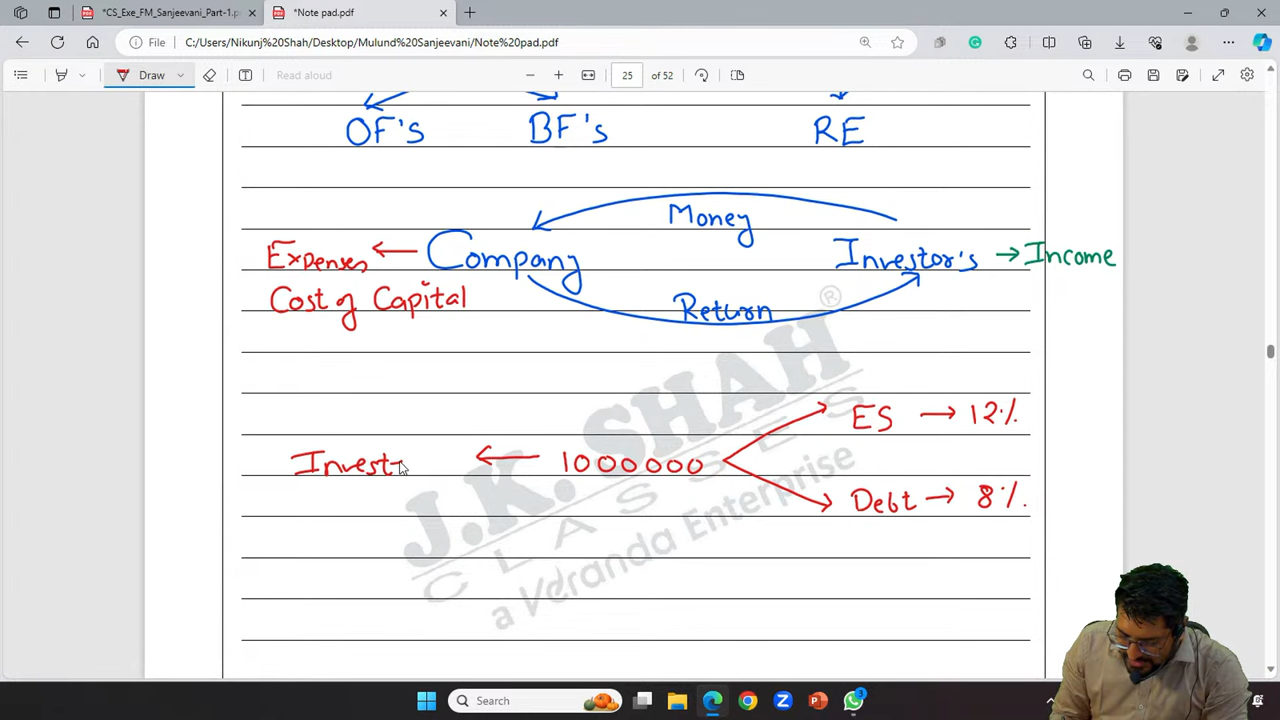 *CS_Exe_FM_Sanjeevani_Part-1.p
*Note pad.pdf
File C:/Users/Nikunj%20Shah/Desktop/Mulund%20Sanjeevani/Note%20pad.pdf
Draw Read aloud 25 of 52
OF's BF's RE
Money
Expenses Company Investor's Income
Cost of Capital
Return
ES 12%
Invest 1000000
Debt 8%
J.K. SHAH ®
CLASSES
a Veranda Enterprise
Search
3